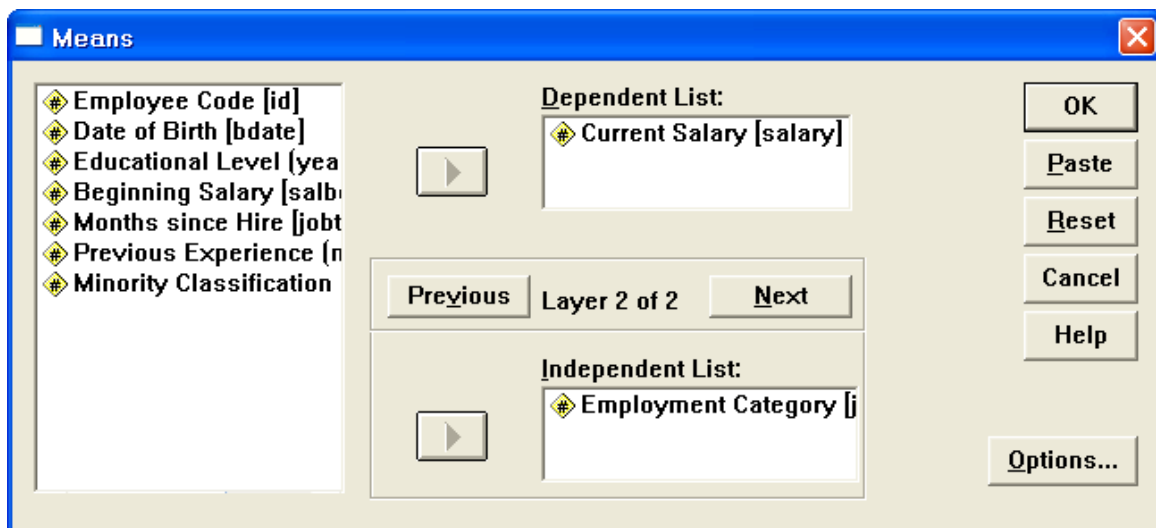 Means
Employee Code [id]
Date of Birth [bdate]
Educational Level (yea
Beginning Salary [salb
Months since Hire [jobt
Previous Experience (n
Minority Classification
Dependent List:
Current Salary [salary]
Previous
Layer 2 of 2
Next
Independent List:
Employment Category [j
OK
Paste
Reset
Cancel
Help
Options...